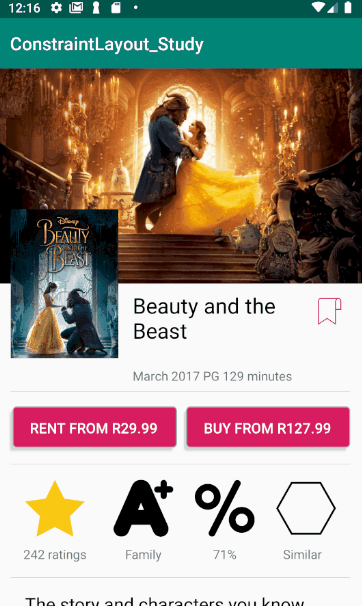 12:16
ConstraintLayout_Study
Disney
BEAUTY
AND THE
BEAST
Beauty and the
Beast
March 2017 PG 129 minutes
RENT FROM R29.99
BUY FROM R127.99
A+
%
242 ratings
Family
71%
Similar
The story and characters you know